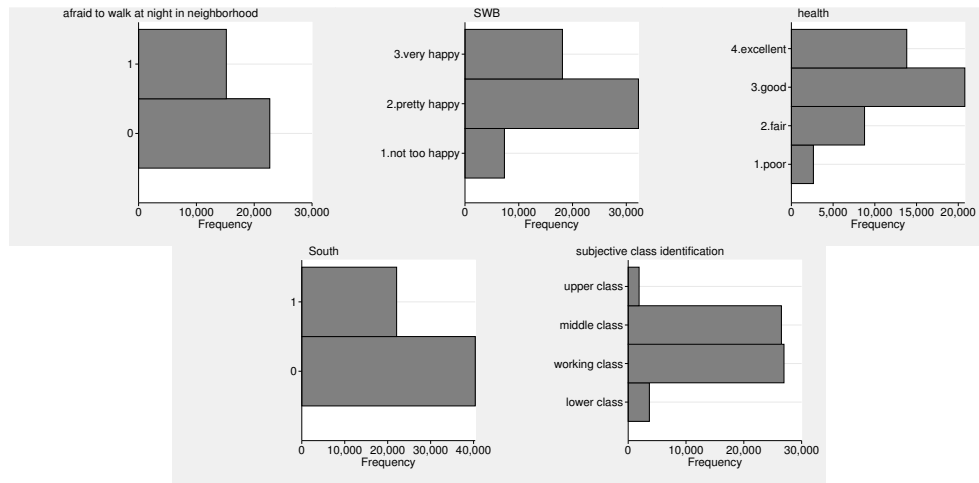 afraid to walk at night in neighborhood
1
0
0 10,000 20,000 30,000
Frequency
SWB
3.very happy
2.pretty happy
1.not too happy
0 10,000 20,000 30,000
Frequency
health
4.excellent
3.good
2.fair
1.poor
0 5,000 10,000 15,000 20,000
Frequency
South
1
0
0 10,000 20,000 30,000 40,000
Frequency
subjective class identification
upper class
middle class
working class
lower class
0 10,000 20,000 30,000
Frequency